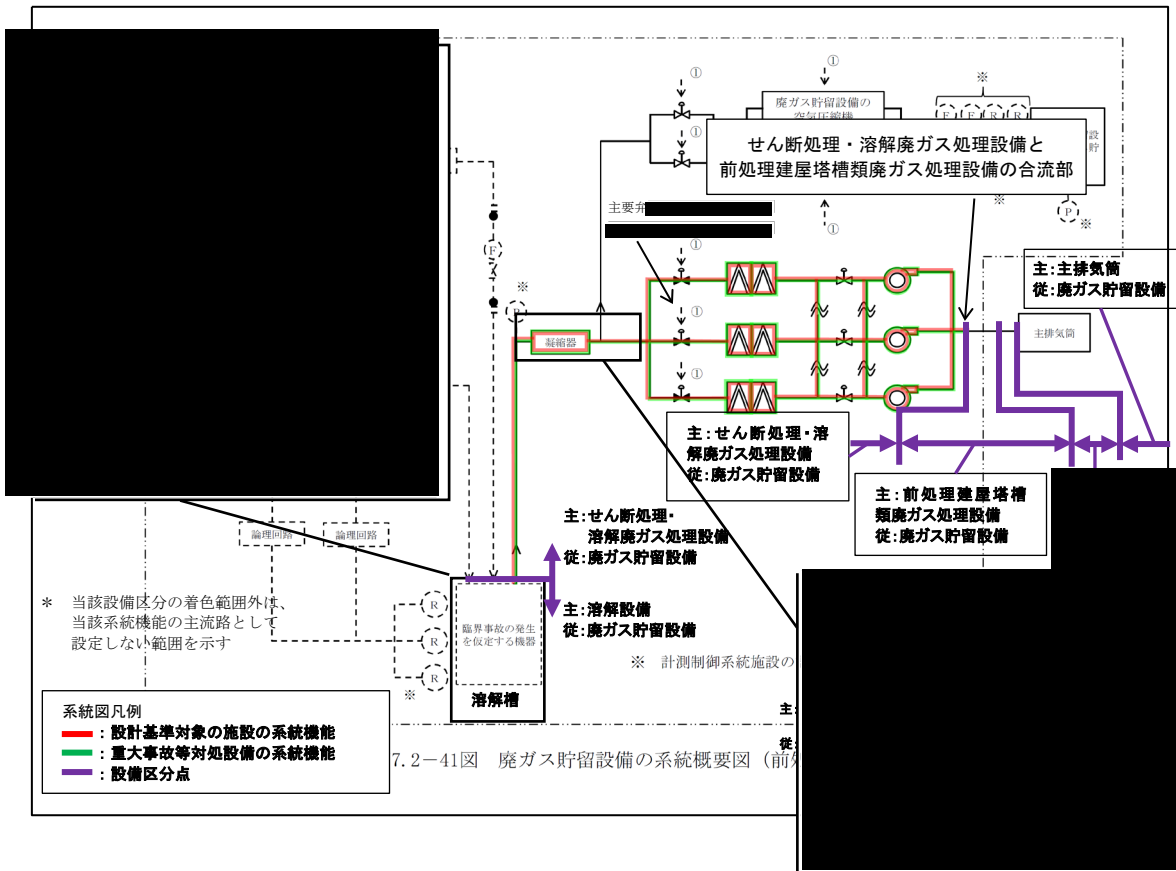 ①
①
※
廃ガス貯留設備の
空気圧縮機
F
F
R
R
設
貯
せん断処理・溶解廃ガス処理設備と
前処理建屋塔槽類廃ガス処理設備の合流部
※
P
※
主要弁
①
①
F
※
主:主排気筒
従:廃ガス貯留設備
①
凝縮器
主排気筒
①
主:せん断処理・溶
解廃ガス処理設備
従:廃ガス貯留設備
主:前処理建屋塔槽
類廃ガス処理設備
従:廃ガス貯留設備
論理回路
論理回路
主:せん断処理・
溶解廃ガス処理設備
従:廃ガス貯留設備
主:溶解設備
従:廃ガス貯留設備
* 当該設備区分の着色範囲外は、
当該系統機能の主流路として
設定しない範囲を示す
R
R
R
※
臨界事故の発生
を仮定する機器
溶解槽
※ 計測制御系統施設の
系統図凡例
:設計基準対象の施設の系統機能
:重大事故等対処設備の系統機能
:設備区分点
主:
従:
7.2-41図 廃ガス貯留設備の系統概要図(前処